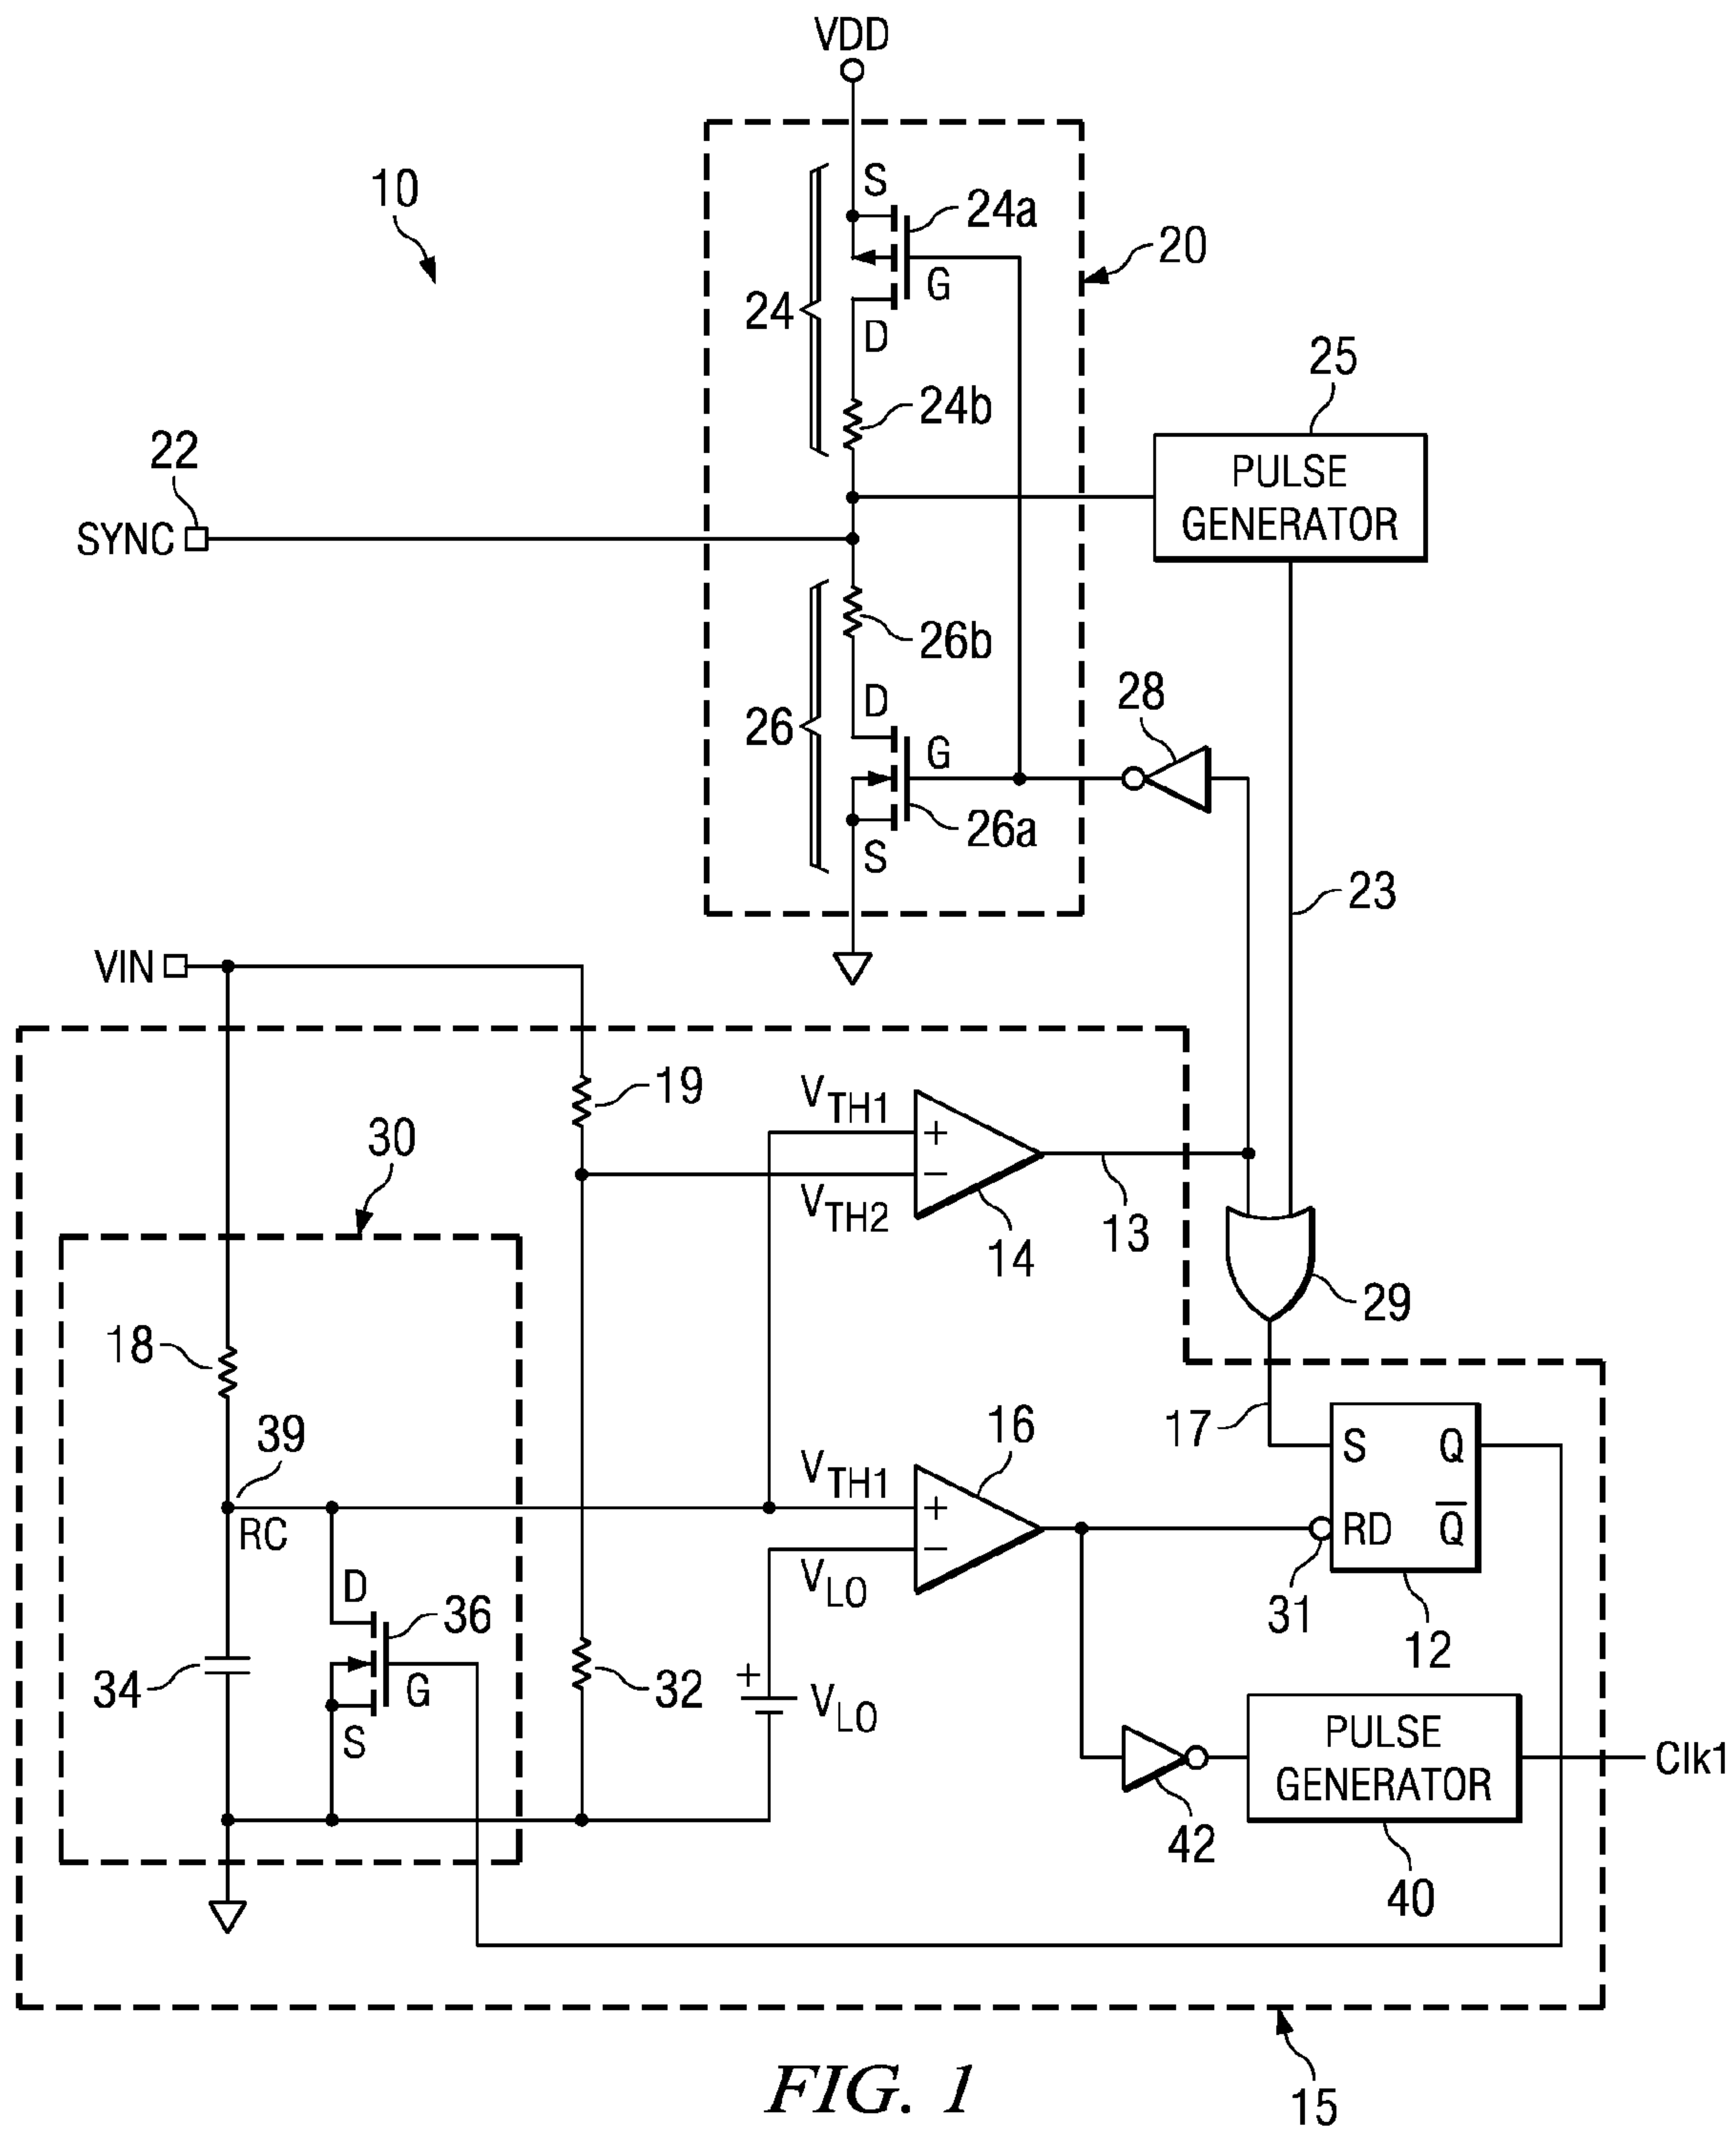 VDD
10
S
24a
20
24
G
D
25
24b
22
PULSE
GENERATOR
SYNC
26b
28
D
26
G
26a
S
23
VIN
19
VTH1
30
+
−
VTH2
14
13
29
18
16
39
17
VTH1
S Q
+
RC
RD Q̅
−
D
VLO
36
31
12
34
G
32
+
VLO
S
PULSE
GENERATOR
Clk1
42
40
FIG. 1
15